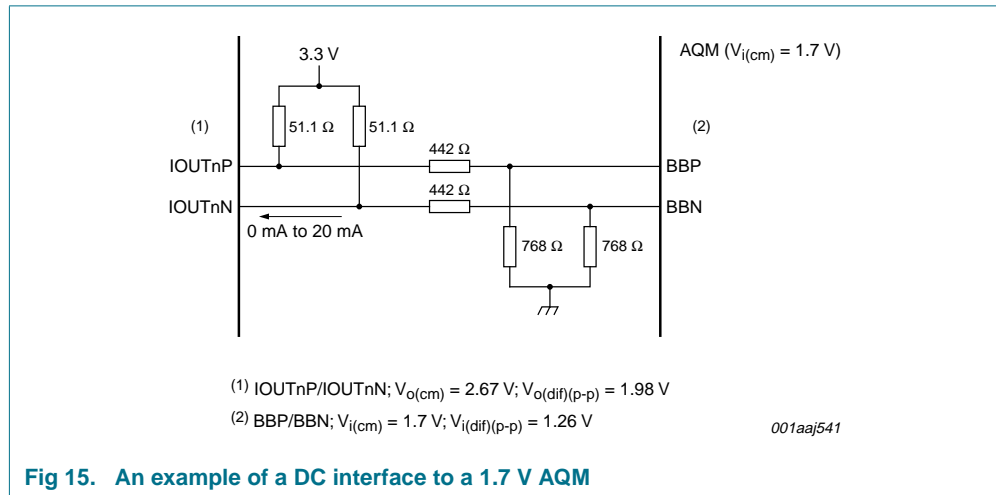 3.3 V
AQM (Vi(cm) = 1.7 V)
(1)
51.1 Ω
51.1 Ω
(2)
442 Ω
IOUTnP
BBP
442 Ω
IOUTnN
BBN
0 mA to 20 mA
768 Ω
768 Ω
(1) IOUTnP/IOUTnN; Vo(cm) = 2.67 V; Vo(dif)(p-p) = 1.98 V
(2) BBP/BBN; Vi(cm) = 1.7 V; Vi(dif)(p-p) = 1.26 V
001aaj541
Fig 15. An example of a DC interface to a 1.7 V AQM